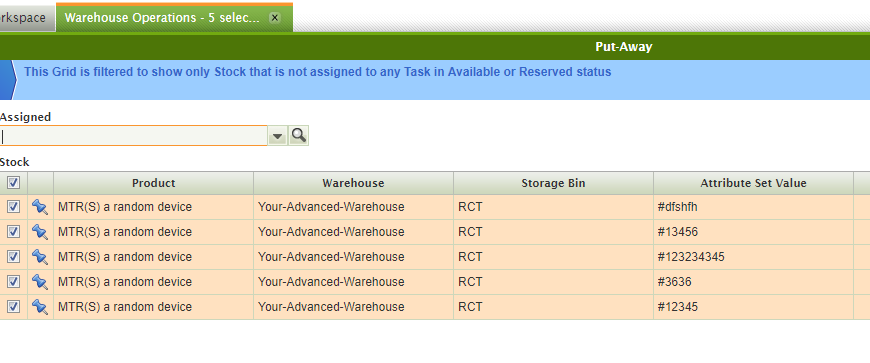 rkspace
Warehouse Operations - 5 selec...
Put-Away
This Grid is filtered to show only Stock that is not assigned to any Task in Available or Reserved status
Assigned
Stock
Product Warehouse Storage Bin Attribute Set Value
MTR(S) a random device Your-Advanced-Warehouse RCT #dfshfh
MTR(S) a random device Your-Advanced-Warehouse RCT #13456
MTR(S) a random device Your-Advanced-Warehouse RCT #123234345
MTR(S) a random device Your-Advanced-Warehouse RCT #3636
MTR(S) a random device Your-Advanced-Warehouse RCT #12345